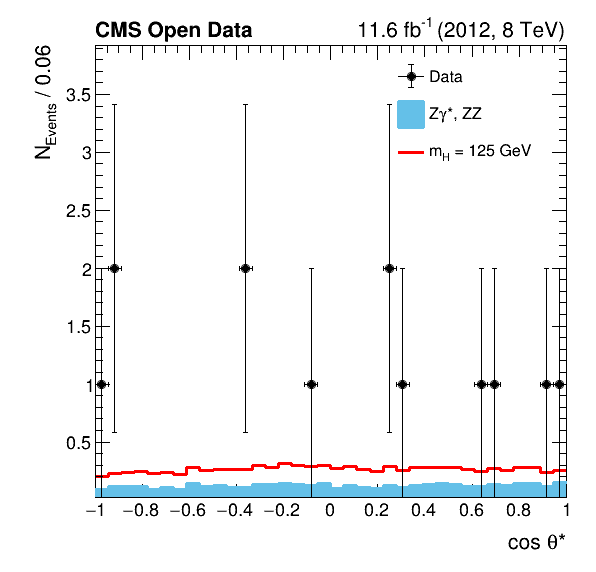 CMS Open Data 11.6 fb⁻¹ (2012, 8 TeV)
N_Events / 0.06
Data
Zγ*, ZZ
m_H = 125 GeV
3.5
3
2.5
2
1.5
1
0.5
−1 −0.8 −0.6 −0.4 −0.2 0 0.2 0.4 0.6 0.8 1
cos θ*